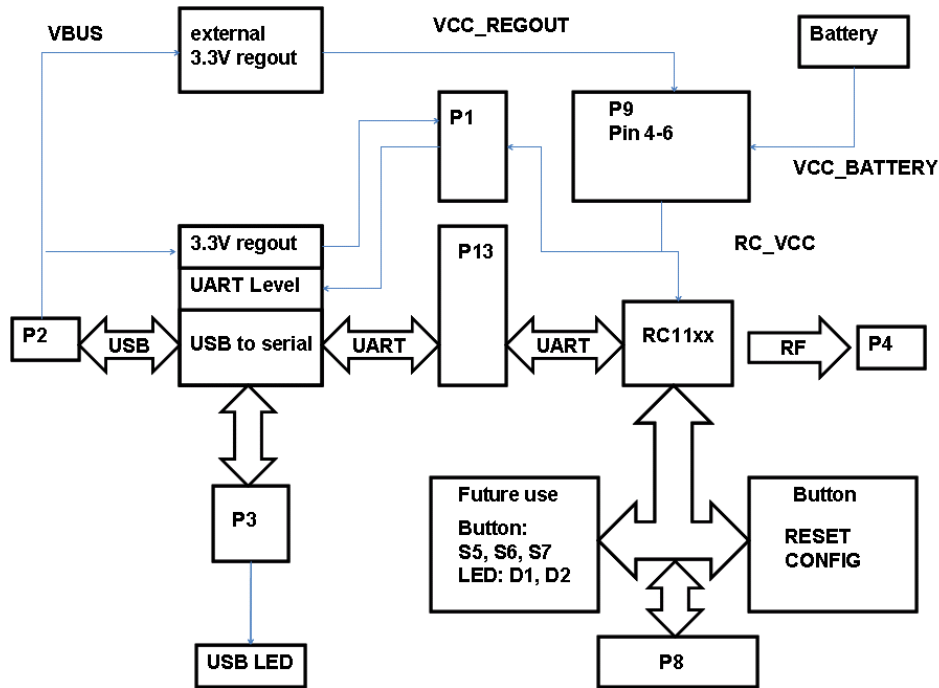 VBUS
external
3.3V regout
VCC_REGOUT
Battery
P1
P9
Pin 4-6
VCC_BATTERY
3.3V regout
UART Level
USB to serial
P13
RC_VCC
P2
USB
UART
UART
RC11xx
RF
P4
P3
Future use
Button:
S5, S6, S7
LED: D1, D2
Button
RESET
CONFIG
USB LED
P8